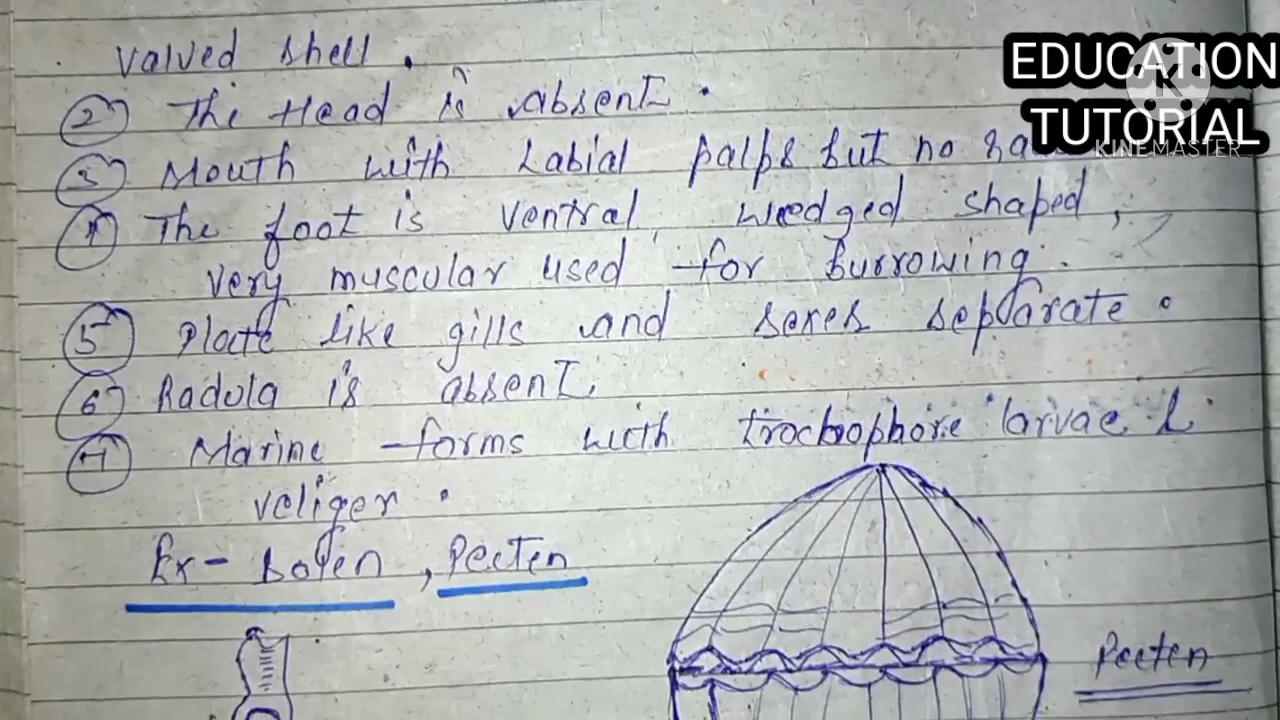 valved shell.
② The Head is absent.
③ Mouth with Labial palps but no
④ The foot is ventral, wedged shaped,
very muscular used for burrowing.
⑤ Plate like gills and sexes separate.
⑥ Radula is absent.
⑦ Marine forms with trochophore larvae &
veliger.
Ex- Solen, Pecten
Pecten
EDUCATION
TUTORIAL
KINEMASTER